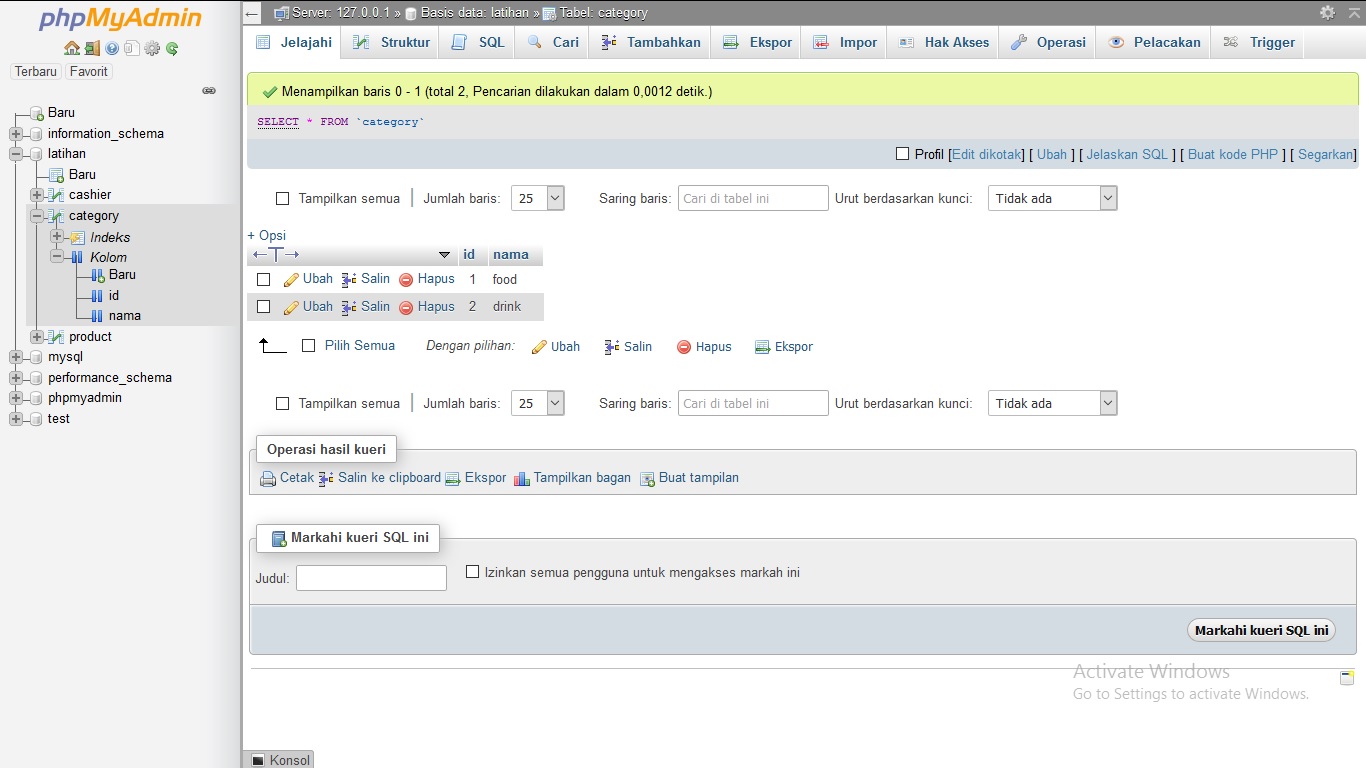 phpMyAdmin
Terbaru Favorit
Baru
information_schema
latihan
Baru
cashier
category
Indeks
Kolom
Baru
id
nama
product
mysql
performance_schema
phpmyadmin
test
Server: 127.0.0.1 » Basis data: latihan » Tabel: category
Jelajahi Struktur SQL Cari Tambahkan Ekspor Impor Hak Akses Operasi Pelacakan Trigger
Menampilkan baris 0 - 1 (total 2, Pencarian dilakukan dalam 0,0012 detik.)
SELECT * FROM `category`
Profil [Edit dikotak] [ Ubah ] [ Jelaskan SQL ] [ Buat kode PHP ] [ Segarkan]
Tampilkan semua | Jumlah baris: 25 Saring baris: Cari di tabel ini Urut berdasarkan kunci: Tidak ada
+ Opsi
←T→ id nama
Ubah Salin Hapus 1 food
Ubah Salin Hapus 2 drink
Pilih Semua Dengan pilihan: Ubah Salin Hapus Ekspor
Tampilkan semua | Jumlah baris: 25 Saring baris: Cari di tabel ini Urut berdasarkan kunci: Tidak ada
Operasi hasil kueri
Cetak Salin ke clipboard Ekspor Tampilkan bagan Buat tampilan
Markahi kueri SQL ini
Judul: Izinkan semua pengguna untuk mengakses markah ini
Markahi kueri SQL ini
Activate Windows
Go to Settings to activate Windows.
Konsol